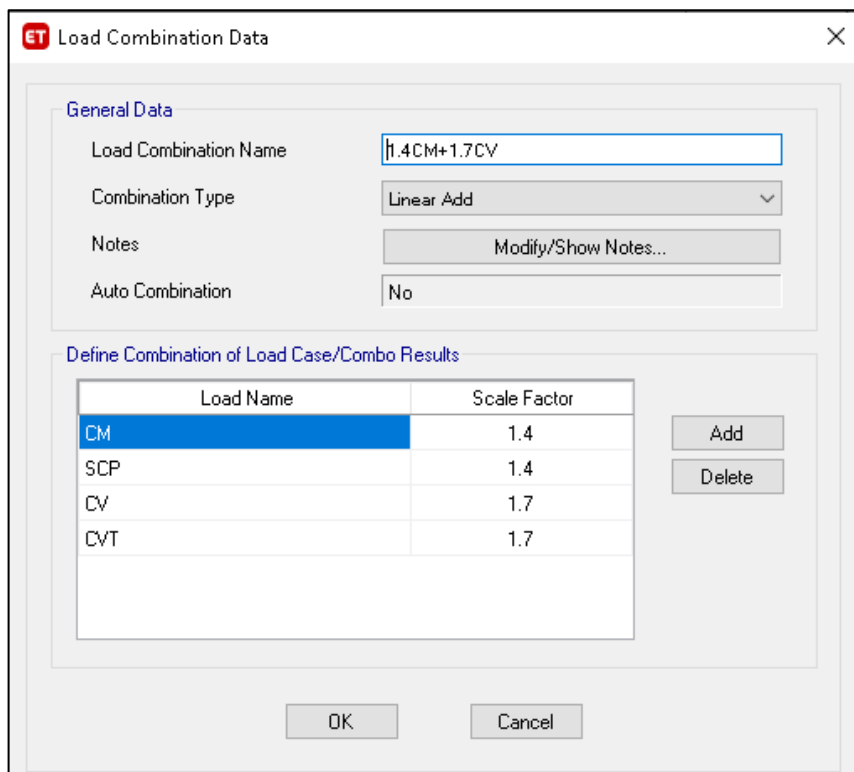 ET Load Combination Data
General Data
Load Combination Name 1.4CM+1.7CV
Combination Type Linear Add
Notes Modify/Show Notes...
Auto Combination No
Define Combination of Load Case/Combo Results
Load Name Scale Factor
CM 1.4 Add
SCP 1.4 Delete
CV 1.7
CVT 1.7
OK Cancel